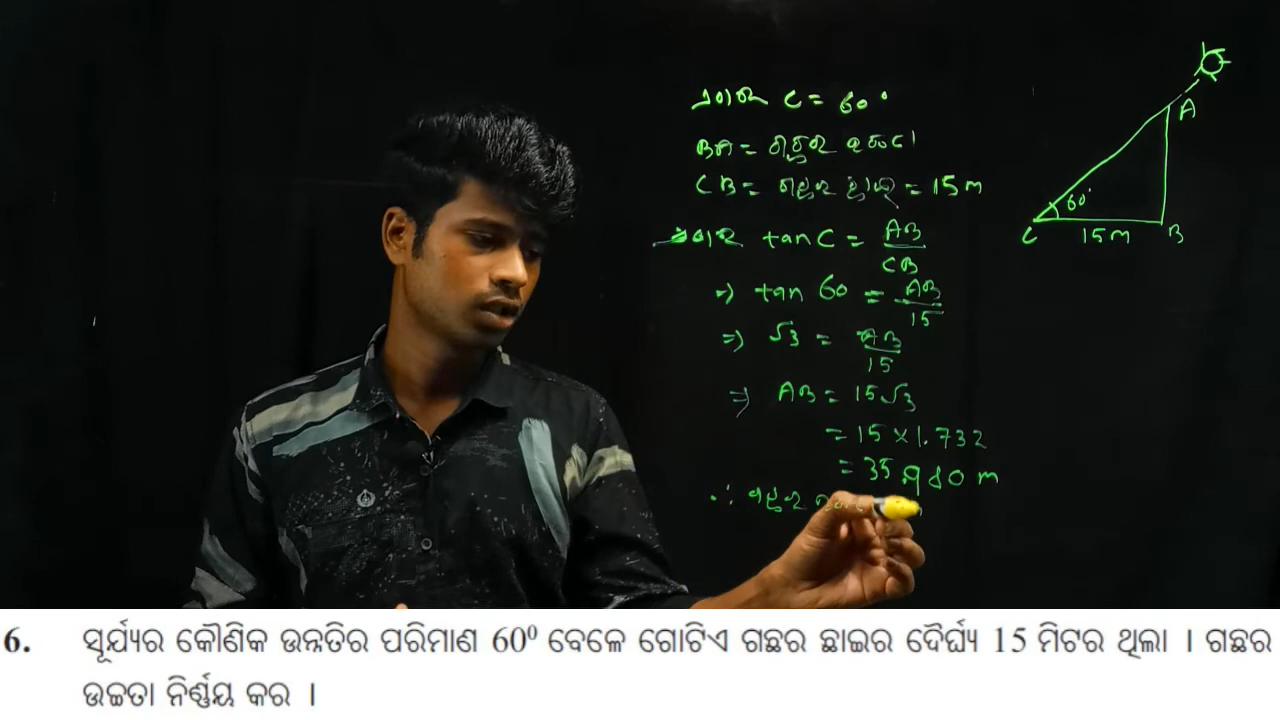 ଏଠାରେ C = 60°
BA = ଗଛର ଉଚ୍ଚତା
CB = ଗଛର ଛାଇ = 15 m
ଏଠାରେ tan C = AB / CB
⇒ tan 60 = AB / 15
⇒ √3 = AB / 15
⇒ AB = 15√3
= 15 × 1.732
= 35.980 m
∴ ଗଛର
A
60°
C 15 m B
6. ସୂର୍ଯ୍ୟର କୌଣିକ ଉନ୍ନତିର ପରିମାଣ 60⁰ ବେଳେ ଗୋଟିଏ ଗଛର ଛାଇର ଦୈର୍ଘ୍ୟ 15 ମିଟର ଥିଲା । ଗଛର
ଉଚ୍ଚତା ନିର୍ଣ୍ଣୟ କର ।